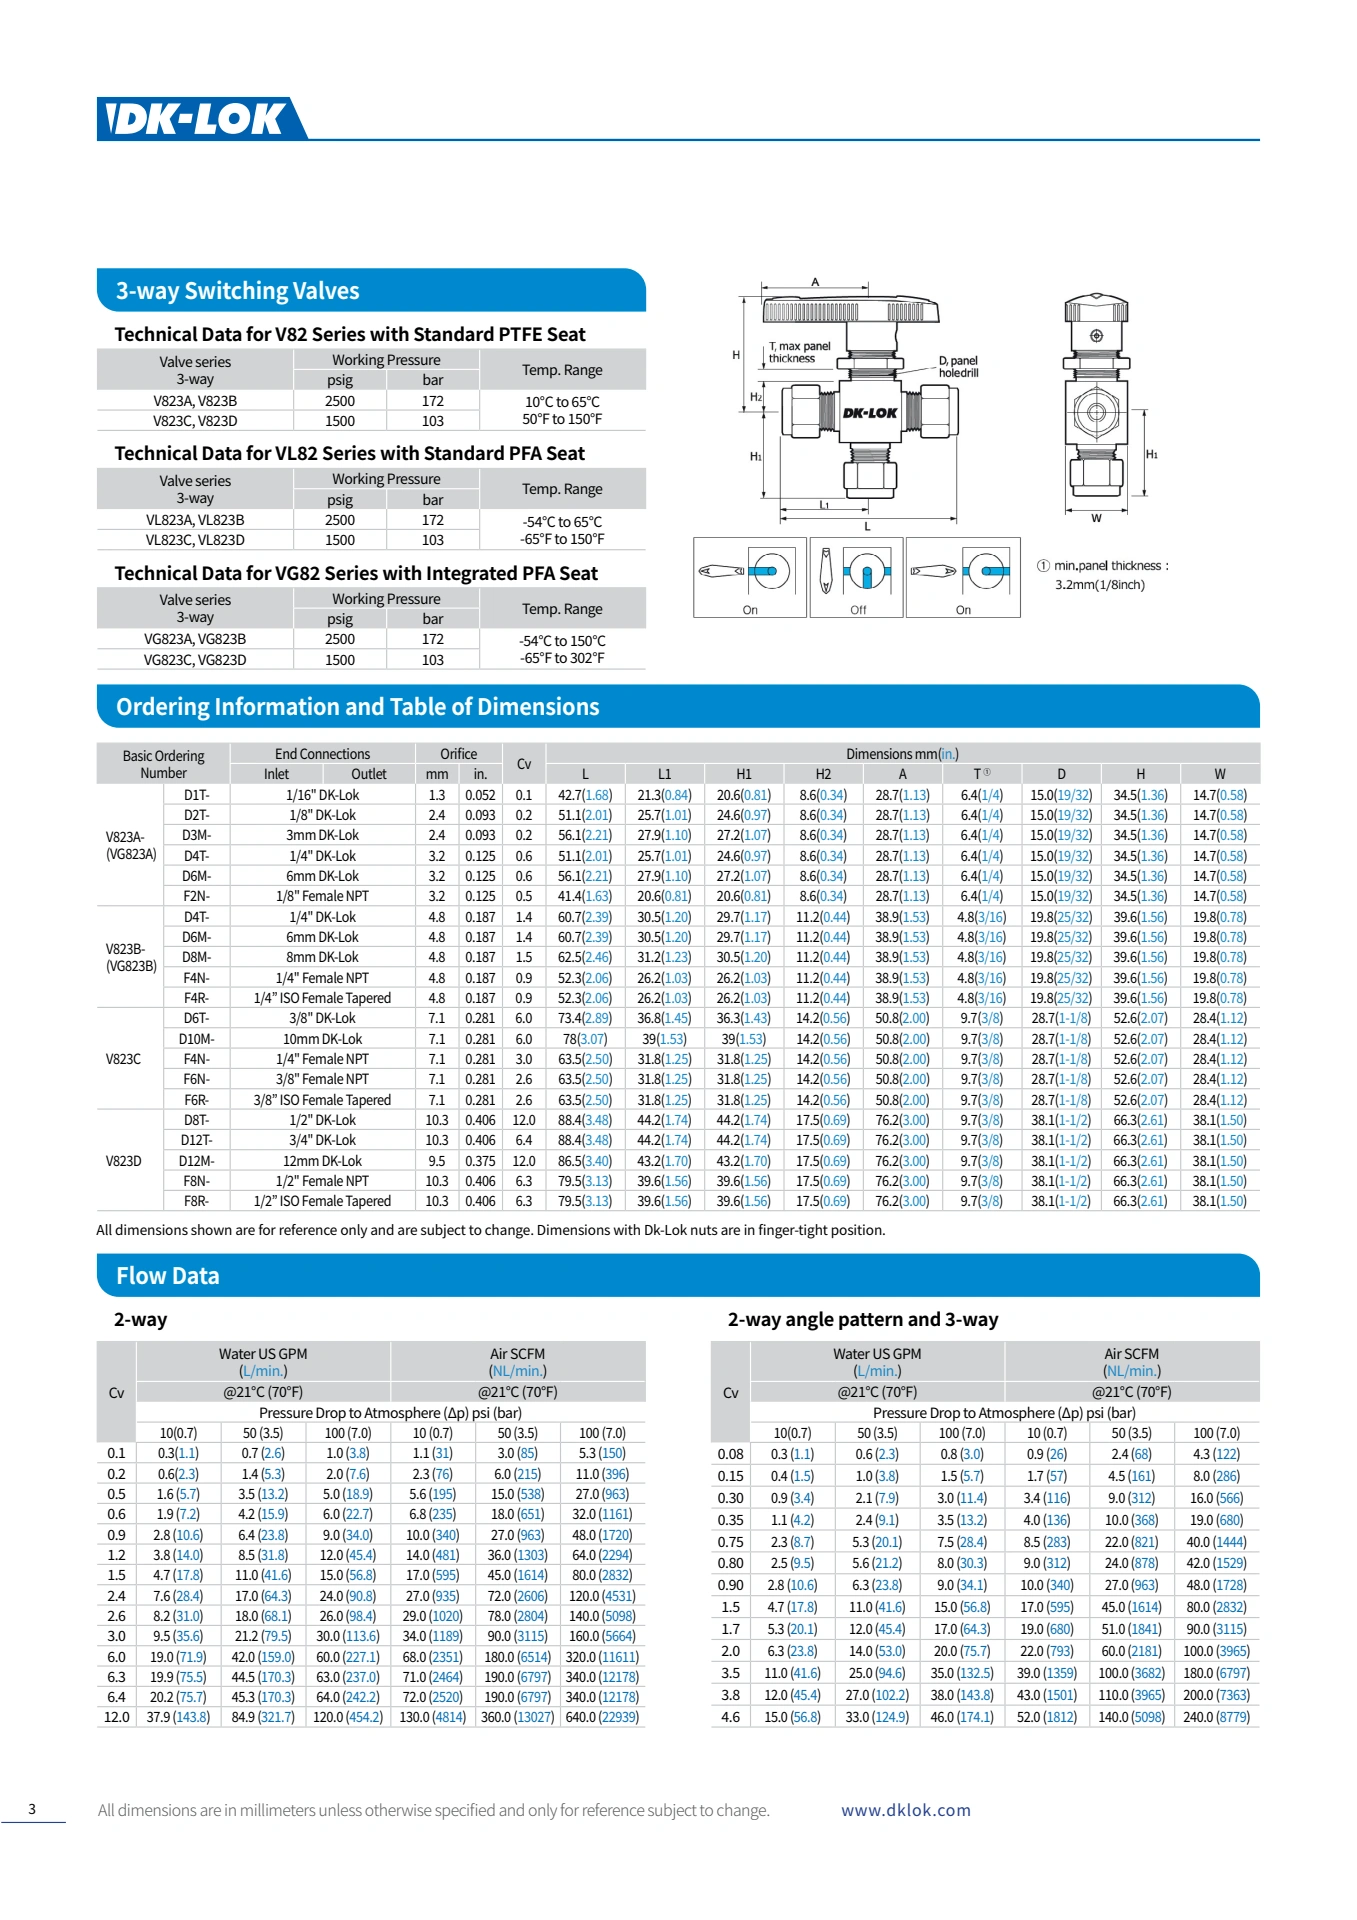 DK-LOK
3-way Switching Valves
Technical Data for V82 Series with Standard PTFE Seat
Valve series 3-way Working Pressure Temp. Range
psig bar
V823A, V823B 2500 172 10°C to 65°C
V823C, V823D 1500 103 50°F to 150°F
Technical Data for VL82 Series with Standard PFA Seat
Valve series 3-way Working Pressure Temp. Range
psig bar
VL823A, VL823B 2500 172 -54°C to 65°C
VL823C, VL823D 1500 103 -65°F to 150°F
Technical Data for VG82 Series with Integrated PFA Seat
Valve series 3-way Working Pressure Temp. Range
psig bar
VG823A, VG823B 2500 172 -54°C to 150°C
VG823C, VG823D 1500 103 -65°F to 302°F
A
H
T, max panel
thickness
D, panel
holedrill
H2
DK-LOK
H1
H1
L1
L
W
On Off On
① min.panel thickness :
3.2mm(1/8inch)
Ordering Information and Table of Dimensions
Basic Ordering Number End Connections Orifice Cv Dimensions mm(in.)
Inlet Outlet mm in. L L1 H1 H2 A T① D H W
V823A-
(VG823A)
D1T- 1/16" DK-Lok 1.3 0.052 0.1 42.7(1.68) 21.3(0.84) 20.6(0.81) 8.6(0.34) 28.7(1.13) 6.4(1/4) 15.0(19/32) 34.5(1.36) 14.7(0.58)
D2T- 1/8" DK-Lok 2.4 0.093 0.2 51.1(2.01) 25.7(1.01) 24.6(0.97) 8.6(0.34) 28.7(1.13) 6.4(1/4) 15.0(19/32) 34.5(1.36) 14.7(0.58)
D3M- 3mm DK-Lok 2.4 0.093 0.2 56.1(2.21) 27.9(1.10) 27.2(1.07) 8.6(0.34) 28.7(1.13) 6.4(1/4) 15.0(19/32) 34.5(1.36) 14.7(0.58)
D4T- 1/4" DK-Lok 3.2 0.125 0.6 51.1(2.01) 25.7(1.01) 24.6(0.97) 8.6(0.34) 28.7(1.13) 6.4(1/4) 15.0(19/32) 34.5(1.36) 14.7(0.58)
D6M- 6mm DK-Lok 3.2 0.125 0.6 56.1(2.21) 27.9(1.10) 27.2(1.07) 8.6(0.34) 28.7(1.13) 6.4(1/4) 15.0(19/32) 34.5(1.36) 14.7(0.58)
F2N- 1/8" Female NPT 3.2 0.125 0.5 41.4(1.63) 20.6(0.81) 20.6(0.81) 8.6(0.34) 28.7(1.13) 6.4(1/4) 15.0(19/32) 34.5(1.36) 14.7(0.58)
V823B-
(VG823B)
D4T- 1/4" DK-Lok 4.8 0.187 1.4 60.7(2.39) 30.5(1.20) 29.7(1.17) 11.2(0.44) 38.9(1.53) 4.8(3/16) 19.8(25/32) 39.6(1.56) 19.8(0.78)
D6M- 6mm DK-Lok 4.8 0.187 1.4 60.7(2.39) 30.5(1.20) 29.7(1.17) 11.2(0.44) 38.9(1.53) 4.8(3/16) 19.8(25/32) 39.6(1.56) 19.8(0.78)
D8M- 8mm DK-Lok 4.8 0.187 1.5 62.5(2.46) 31.2(1.23) 30.5(1.20) 11.2(0.44) 38.9(1.53) 4.8(3/16) 19.8(25/32) 39.6(1.56) 19.8(0.78)
F4N- 1/4" Female NPT 4.8 0.187 0.9 52.3(2.06) 26.2(1.03) 26.2(1.03) 11.2(0.44) 38.9(1.53) 4.8(3/16) 19.8(25/32) 39.6(1.56) 19.8(0.78)
F4R- 1/4” ISO Female Tapered 4.8 0.187 0.9 52.3(2.06) 26.2(1.03) 26.2(1.03) 11.2(0.44) 38.9(1.53) 4.8(3/16) 19.8(25/32) 39.6(1.56) 19.8(0.78)
V823C
D6T- 3/8" DK-Lok 7.1 0.281 6.0 73.4(2.89) 36.8(1.45) 36.3(1.43) 14.2(0.56) 50.8(2.00) 9.7(3/8) 28.7(1-1/8) 52.6(2.07) 28.4(1.12)
D10M- 10mm DK-Lok 7.1 0.281 6.0 78(3.07) 39(1.53) 39(1.53) 14.2(0.56) 50.8(2.00) 9.7(3/8) 28.7(1-1/8) 52.6(2.07) 28.4(1.12)
F4N- 1/4" Female NPT 7.1 0.281 3.0 63.5(2.50) 31.8(1.25) 31.8(1.25) 14.2(0.56) 50.8(2.00) 9.7(3/8) 28.7(1-1/8) 52.6(2.07) 28.4(1.12)
F6N- 3/8" Female NPT 7.1 0.281 2.6 63.5(2.50) 31.8(1.25) 31.8(1.25) 14.2(0.56) 50.8(2.00) 9.7(3/8) 28.7(1-1/8) 52.6(2.07) 28.4(1.12)
F6R- 3/8” ISO Female Tapered 7.1 0.281 2.6 63.5(2.50) 31.8(1.25) 31.8(1.25) 14.2(0.56) 50.8(2.00) 9.7(3/8) 28.7(1-1/8) 52.6(2.07) 28.4(1.12)
V823D
D8T- 1/2" DK-Lok 10.3 0.406 12.0 88.4(3.48) 44.2(1.74) 44.2(1.74) 17.5(0.69) 76.2(3.00) 9.7(3/8) 38.1(1-1/2) 66.3(2.61) 38.1(1.50)
D12T- 3/4" DK-Lok 10.3 0.406 6.4 88.4(3.48) 44.2(1.74) 44.2(1.74) 17.5(0.69) 76.2(3.00) 9.7(3/8) 38.1(1-1/2) 66.3(2.61) 38.1(1.50)
D12M- 12mm DK-Lok 9.5 0.375 12.0 86.5(3.40) 43.2(1.70) 43.2(1.70) 17.5(0.69) 76.2(3.00) 9.7(3/8) 38.1(1-1/2) 66.3(2.61) 38.1(1.50)
F8N- 1/2" Female NPT 10.3 0.406 6.3 79.5(3.13) 39.6(1.56) 39.6(1.56) 17.5(0.69) 76.2(3.00) 9.7(3/8) 38.1(1-1/2) 66.3(2.61) 38.1(1.50)
F8R- 1/2” ISO Female Tapered 10.3 0.406 6.3 79.5(3.13) 39.6(1.56) 39.6(1.56) 17.5(0.69) 76.2(3.00) 9.7(3/8) 38.1(1-1/2) 66.3(2.61) 38.1(1.50)
All dimensions shown are for reference only and are subject to change. Dimensions with Dk-Lok nuts are in finger-tight position.
Flow Data
2-way
Cv Water US GPM (L/min.) Air SCFM (NL/min.)
@21°C (70°F) @21°C (70°F)
Pressure Drop to Atmosphere (Δp) psi (bar)
10(0.7) 50 (3.5) 100 (7.0) 10 (0.7) 50 (3.5) 100 (7.0)
0.1 0.3(1.1) 0.7 (2.6) 1.0 (3.8) 1.1 (31) 3.0 (85) 5.3 (150)
0.2 0.6(2.3) 1.4 (5.3) 2.0 (7.6) 2.3 (76) 6.0 (215) 11.0 (396)
0.5 1.6 (5.7) 3.5 (13.2) 5.0 (18.9) 5.6 (195) 15.0 (538) 27.0 (963)
0.6 1.9 (7.2) 4.2 (15.9) 6.0 (22.7) 6.8 (235) 18.0 (651) 32.0 (1161)
0.9 2.8 (10.6) 6.4 (23.8) 9.0 (34.0) 10.0 (340) 27.0 (963) 48.0 (1720)
1.2 3.8 (14.0) 8.5 (31.8) 12.0 (45.4) 14.0 (481) 36.0 (1303) 64.0 (2294)
1.5 4.7 (17.8) 11.0 (41.6) 15.0 (56.8) 17.0 (595) 45.0 (1614) 80.0 (2832)
2.4 7.6 (28.4) 17.0 (64.3) 24.0 (90.8) 27.0 (935) 72.0 (2606) 120.0 (4531)
2.6 8.2 (31.0) 18.0 (68.1) 26.0 (98.4) 29.0 (1020) 78.0 (2804) 140.0 (5098)
3.0 9.5 (35.6) 21.2 (79.5) 30.0 (113.6) 34.0 (1189) 90.0 (3115) 160.0 (5664)
6.0 19.0 (71.9) 42.0 (159.0) 60.0 (227.1) 68.0 (2351) 180.0 (6514) 320.0 (11611)
6.3 19.9 (75.5) 44.5 (170.3) 63.0 (237.0) 71.0 (2464) 190.0 (6797) 340.0 (12178)
6.4 20.2 (75.7) 45.3 (170.3) 64.0 (242.2) 72.0 (2520) 190.0 (6797) 340.0 (12178)
12.0 37.9 (143.8) 84.9 (321.7) 120.0 (454.2) 130.0 (4814) 360.0 (13027) 640.0 (22939)
2-way angle pattern and 3-way
Cv Water US GPM (L/min.) Air SCFM (NL/min.)
@21°C (70°F) @21°C (70°F)
Pressure Drop to Atmosphere (Δp) psi (bar)
10(0.7) 50 (3.5) 100 (7.0) 10 (0.7) 50 (3.5) 100 (7.0)
0.08 0.3 (1.1) 0.6 (2.3) 0.8 (3.0) 0.9 (26) 2.4 (68) 4.3 (122)
0.15 0.4 (1.5) 1.0 (3.8) 1.5 (5.7) 1.7 (57) 4.5 (161) 8.0 (286)
0.30 0.9 (3.4) 2.1 (7.9) 3.0 (11.4) 3.4 (116) 9.0 (312) 16.0 (566)
0.35 1.1 (4.2) 2.4 (9.1) 3.5 (13.2) 4.0 (136) 10.0 (368) 19.0 (680)
0.75 2.3 (8.7) 5.3 (20.1) 7.5 (28.4) 8.5 (283) 22.0 (821) 40.0 (1444)
0.80 2.5 (9.5) 5.6 (21.2) 8.0 (30.3) 9.0 (312) 24.0 (878) 42.0 (1529)
0.90 2.8 (10.6) 6.3 (23.8) 9.0 (34.1) 10.0 (340) 27.0 (963) 48.0 (1728)
1.5 4.7 (17.8) 11.0 (41.6) 15.0 (56.8) 17.0 (595) 45.0 (1614) 80.0 (2832)
1.7 5.3 (20.1) 12.0 (45.4) 17.0 (64.3) 19.0 (680) 51.0 (1841) 90.0 (3115)
2.0 6.3 (23.8) 14.0 (53.0) 20.0 (75.7) 22.0 (793) 60.0 (2181) 100.0 (3965)
3.5 11.0 (41.6) 25.0 (94.6) 35.0 (132.5) 39.0 (1359) 100.0 (3682) 180.0 (6797)
3.8 12.0 (45.4) 27.0 (102.2) 38.0 (143.8) 43.0 (1501) 110.0 (3965) 200.0 (7363)
4.6 15.0 (56.8) 33.0 (124.9) 46.0 (174.1) 52.0 (1812) 140.0 (5098) 240.0 (8779)
3 All dimensions are in millimeters unless otherwise specified and only for reference subject to change. www.dklok.com